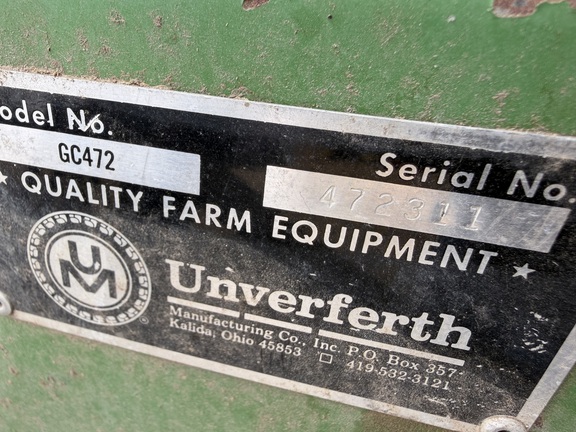 odel No.
GC472
Serial No.
472311
★ QUALITY FARM EQUIPMENT ★
UM
Unverferth
Manufacturing Co., Inc. P.O. Box 357
Kalida, Ohio 45853 □ 419-532-3121